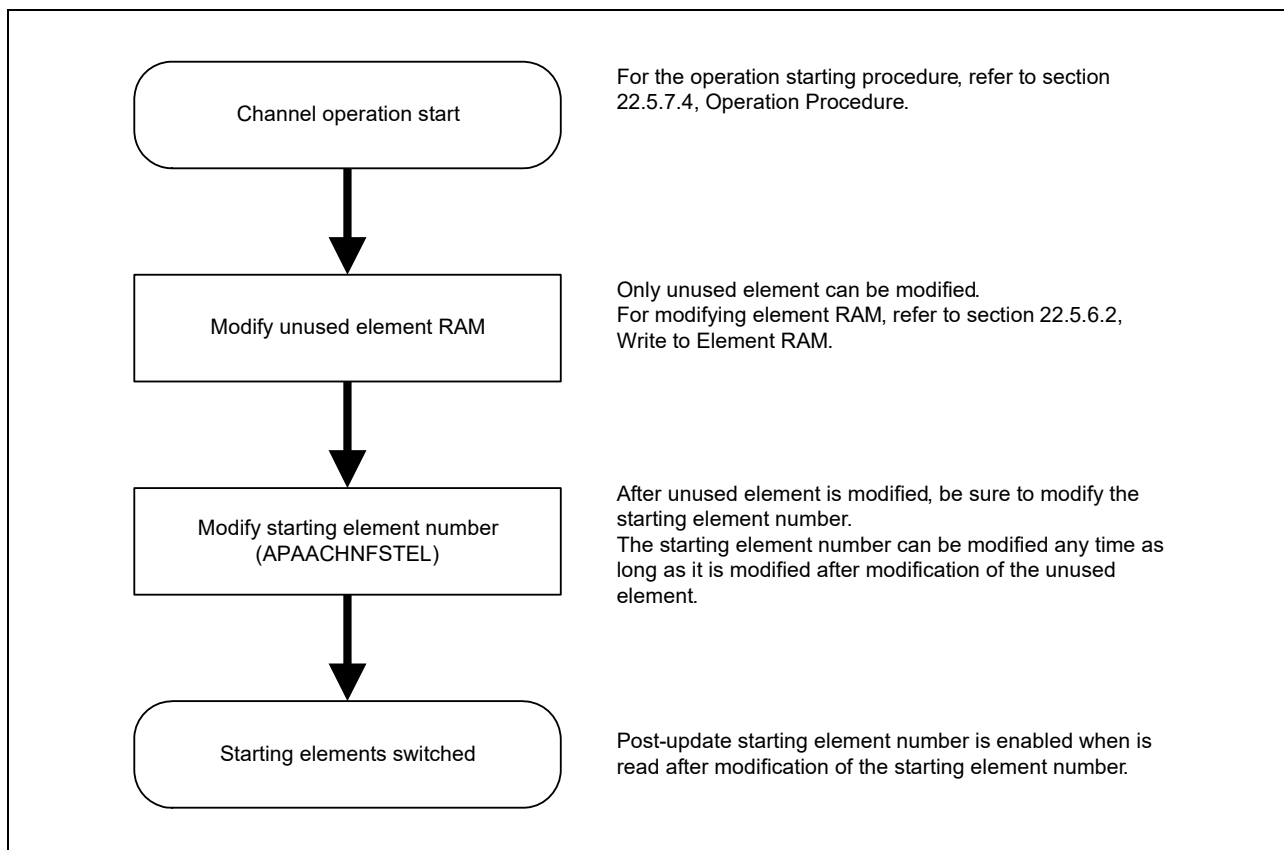 Channel operation start
For the operation starting procedure, refer to section
22.5.7.4, Operation Procedure.
Modify unused element RAM
Only unused element can be modified.
For modifying element RAM, refer to section 22.5.6.2,
Write to Element RAM.
Modify starting element number
(APAACHNFSTEL)
After unused element is modified, be sure to modify the
starting element number.
The starting element number can be modified any time as
long as it is modified after modification of the unused
element.
Starting elements switched
Post-update starting element number is enabled when is
read after modification of the starting element number.